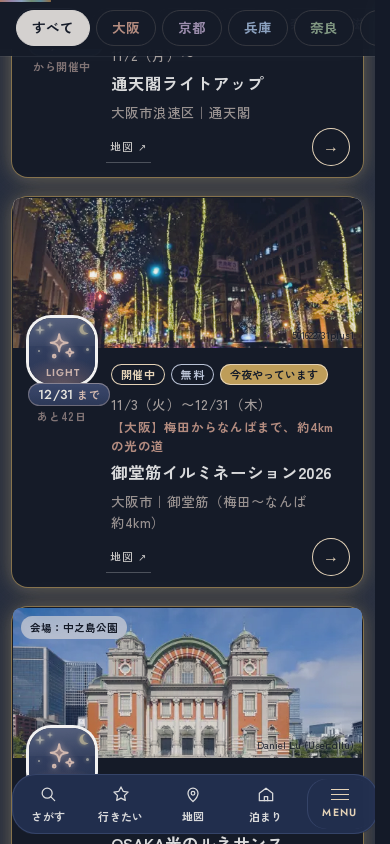 すべて
大阪
京都
兵庫
奈良
から開催中
通天閣ライトアップ
大阪市浪速区｜通天閣
地図 ↗
→
LIGHT
12/31 まで
あと42日
開催中
無料
今夜やっています
11/3（火）〜12/31（木）
【大阪】梅田からなんばまで、約4km
の光の道
御堂筋イルミネーション2026
大阪市｜御堂筋（梅田〜なんば
約4km）
地図 ↗
→
会場：中之島公園
さがす
行きたい
地図
泊まり
MENU